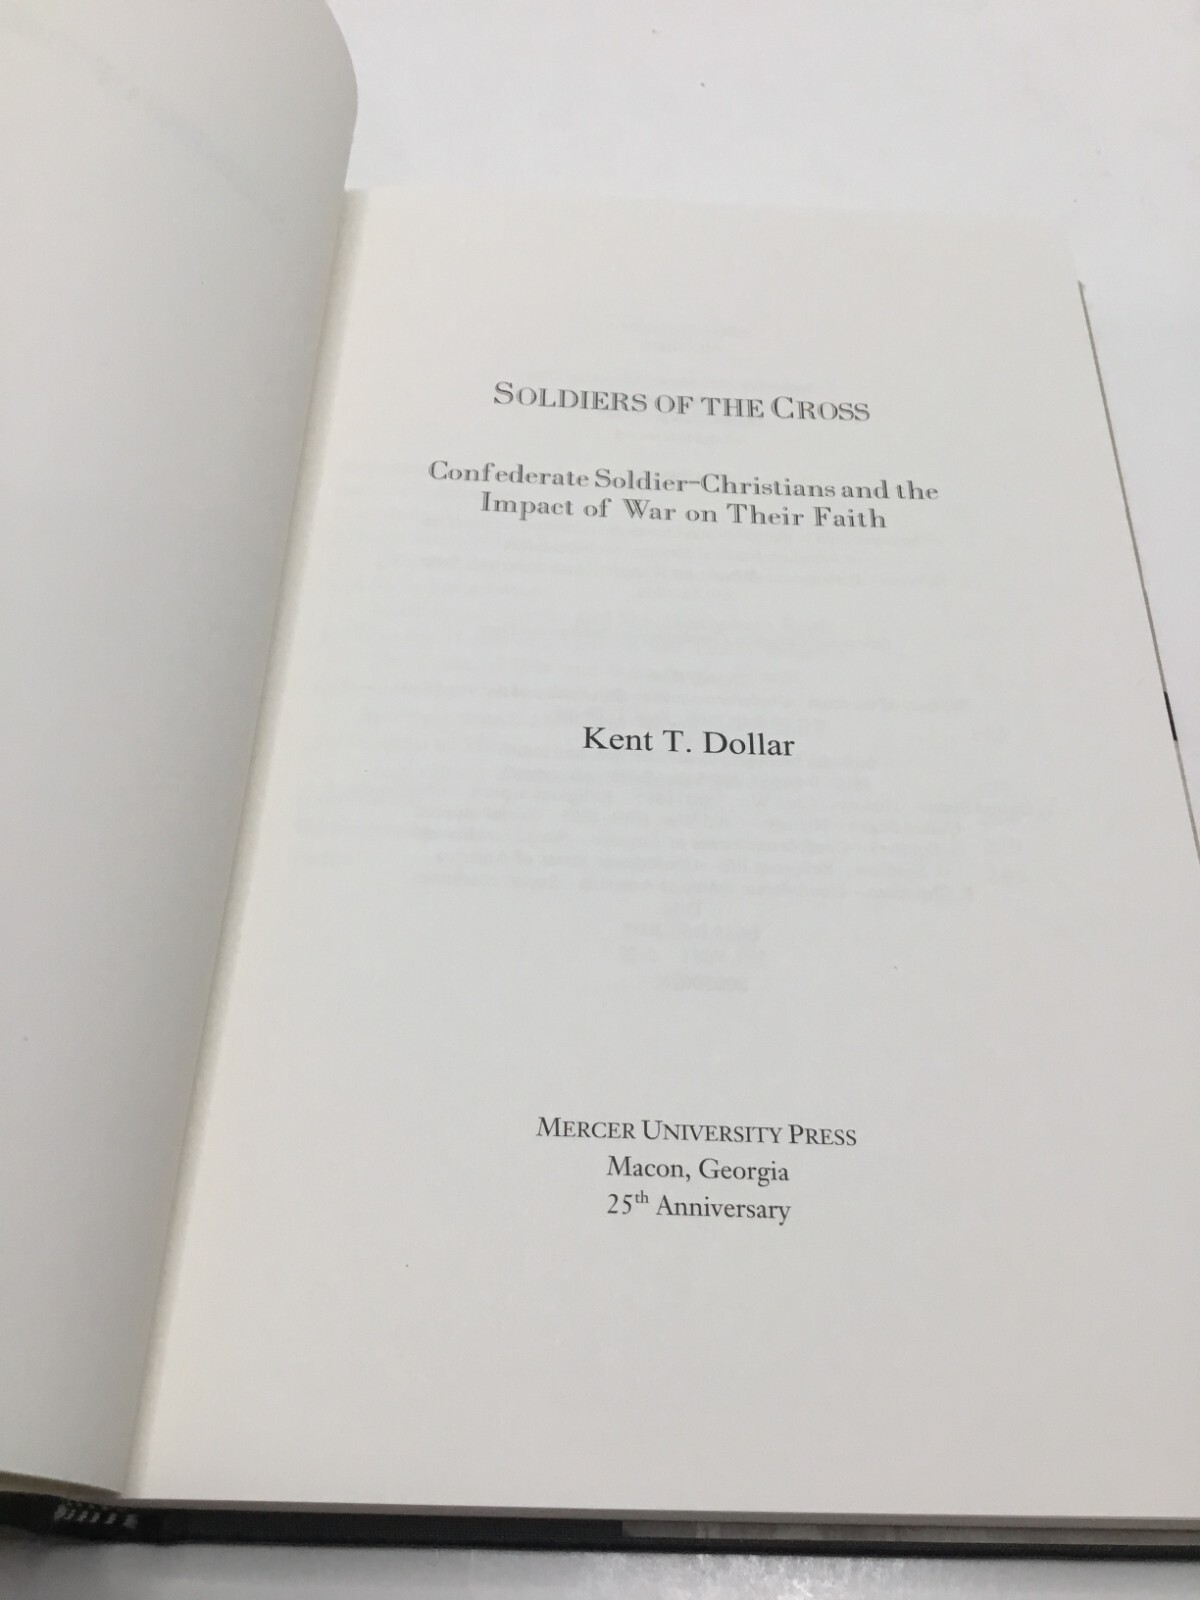 SOLDIERS OF THE CROSS
Confederate Soldier–Christians and the
Impact of War on Their Faith
Kent T. Dollar
MERCER UNIVERSITY PRESS
Macon, Georgia
25th Anniversary